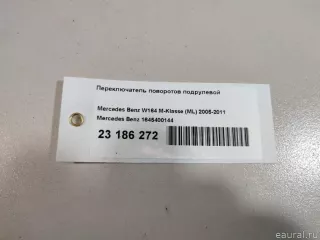 Переключатель поворотов подрулевой
Mercedes Benz W164 M-Klasse (ML) 2005-2011
Mercedes Benz 1645400144
23 186 272
eaural.ru